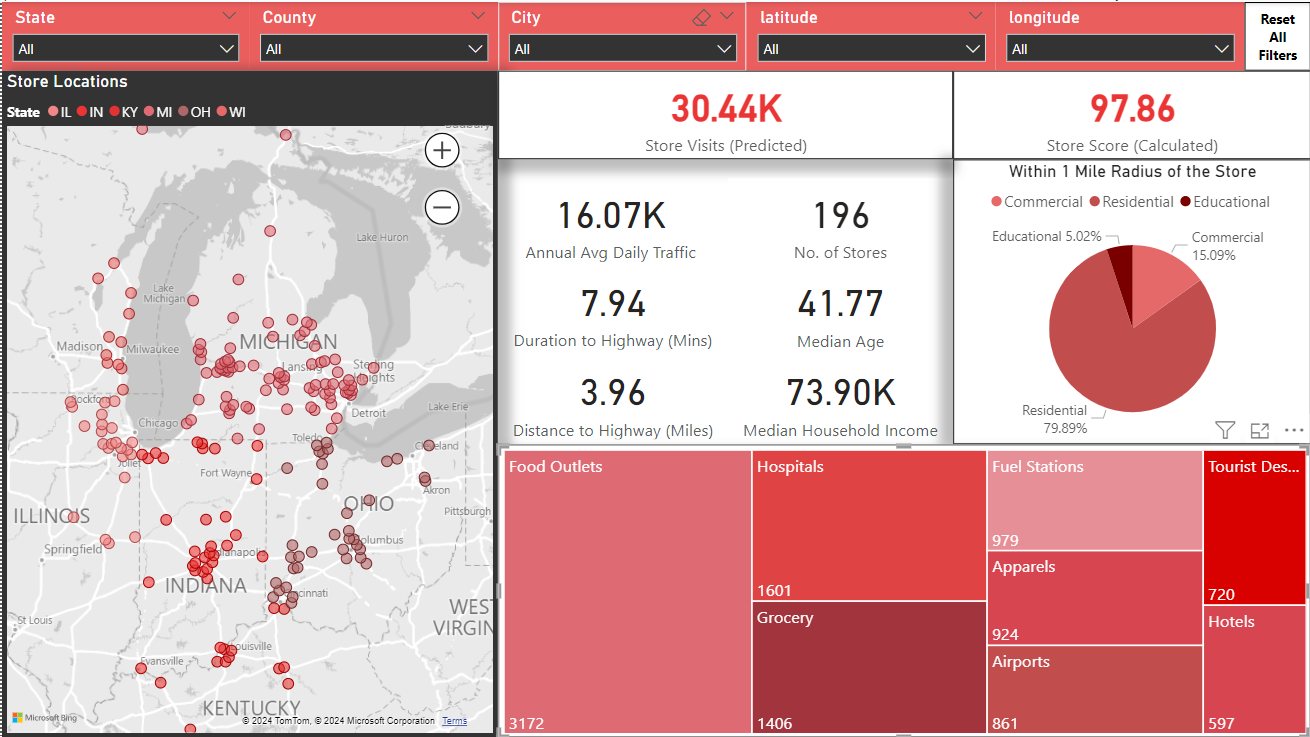 State
County
City
latitude
longitude
All
All
All
All
All
Reset
All
Filters
Store Locations
State IL IN KY MI OH WI
30.44K
Store Visits (Predicted)
97.86
Store Score (Calculated)
16.07K
Annual Avg Daily Traffic
196
No. of Stores
7.94
Duration to Highway (Mins)
41.77
Median Age
3.96
Distance to Highway (Miles)
73.90K
Median Household Income
Within 1 Mile Radius of the Store
Commercial Residential Educational
Educational 5.02%
Commercial
15.09%
Residential
79.89%
Lake Huron
Lake
Michigan
Madison
Milwaukee
MICHIGAN
Lansing
Sterling
Heights
Rockford
Detroit
Lake Erie
Chicago
Toledo
Cleveland
Joliet
Fort Wayne
Akron
ILLINOIS
OHIO
Pittsburgh
Springfield
Indianapolis
Columbus
INDIANA
Cincinnati
WEST
VIRGIN
St Louis
Louisville
Evansville
KENTUCKY
Microsoft Bing
© 2024 TomTom, © 2024 Microsoft Corporation Terms
Food Outlets
3172
Hospitals
1601
Grocery
1406
Fuel Stations
979
Apparels
924
Airports
861
Tourist Des...
720
Hotels
597